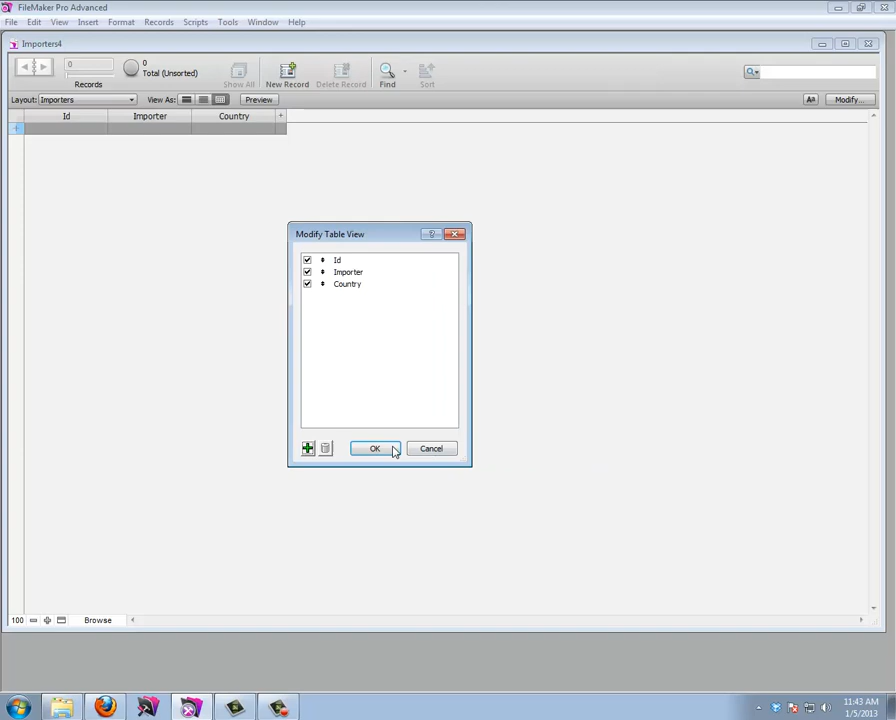 FileMaker Pro Advanced
File Edit View Insert Format Records Scripts Tools Window Help
Importers4
0
0
Total (Unsorted)
Records
Show All
New Record
Delete Record
Find
Sort
Layout: Importers View As: Preview Aa Modify...
Id Importer Country +
Modify Table View
?
Id
Importer
Country
OK Cancel
100 Browse
11:43 AM
1/5/2013